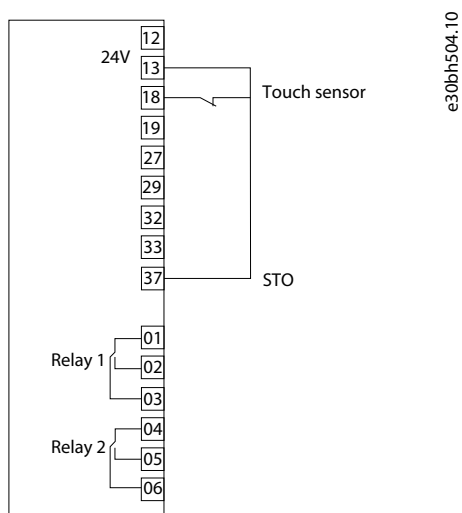 e30bh504.10
12
24V
13
18
Touch sensor
19
27
29
32
33
37
STO
01
Relay 1
02
03
04
Relay 2
05
06